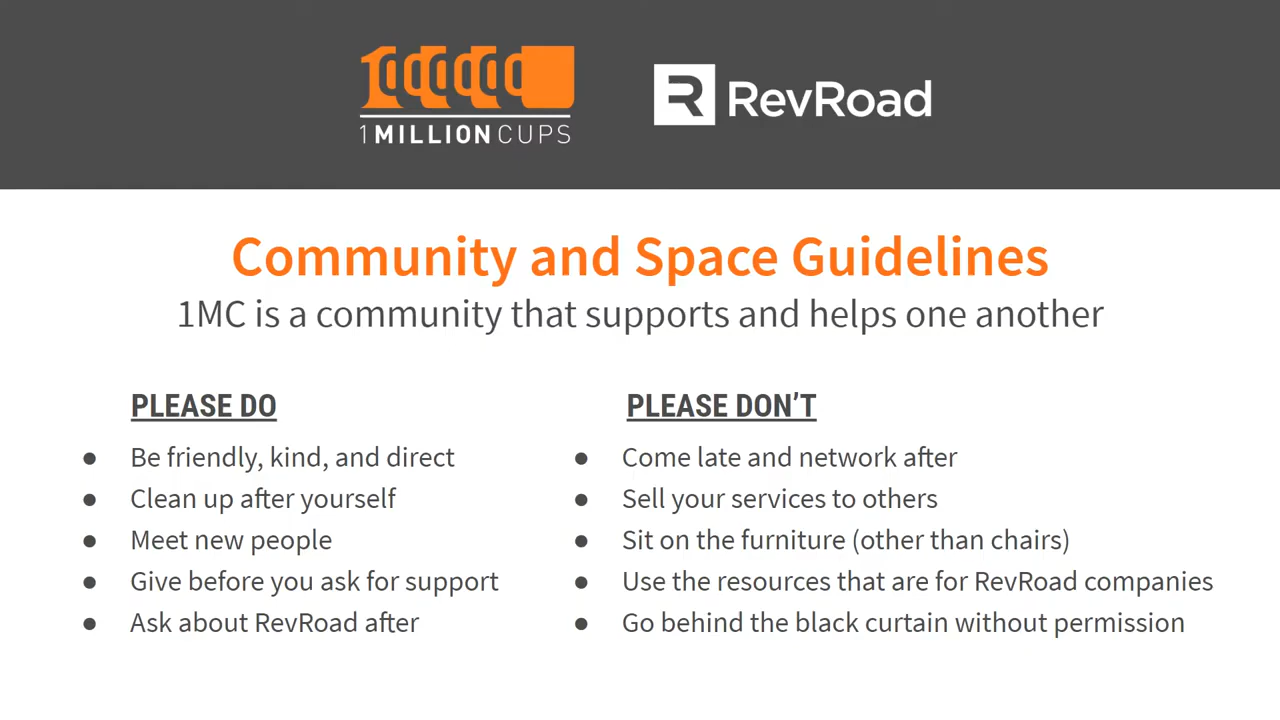 1MILLIONCUPS
RevRoad
Community and Space Guidelines
1MC is a community that supports and helps one another
PLEASE DO
● Be friendly, kind, and direct
● Clean up after yourself
● Meet new people
● Give before you ask for support
● Ask about RevRoad after
PLEASE DON'T
● Come late and network after
● Sell your services to others
● Sit on the furniture (other than chairs)
● Use the resources that are for RevRoad companies
● Go behind the black curtain without permission